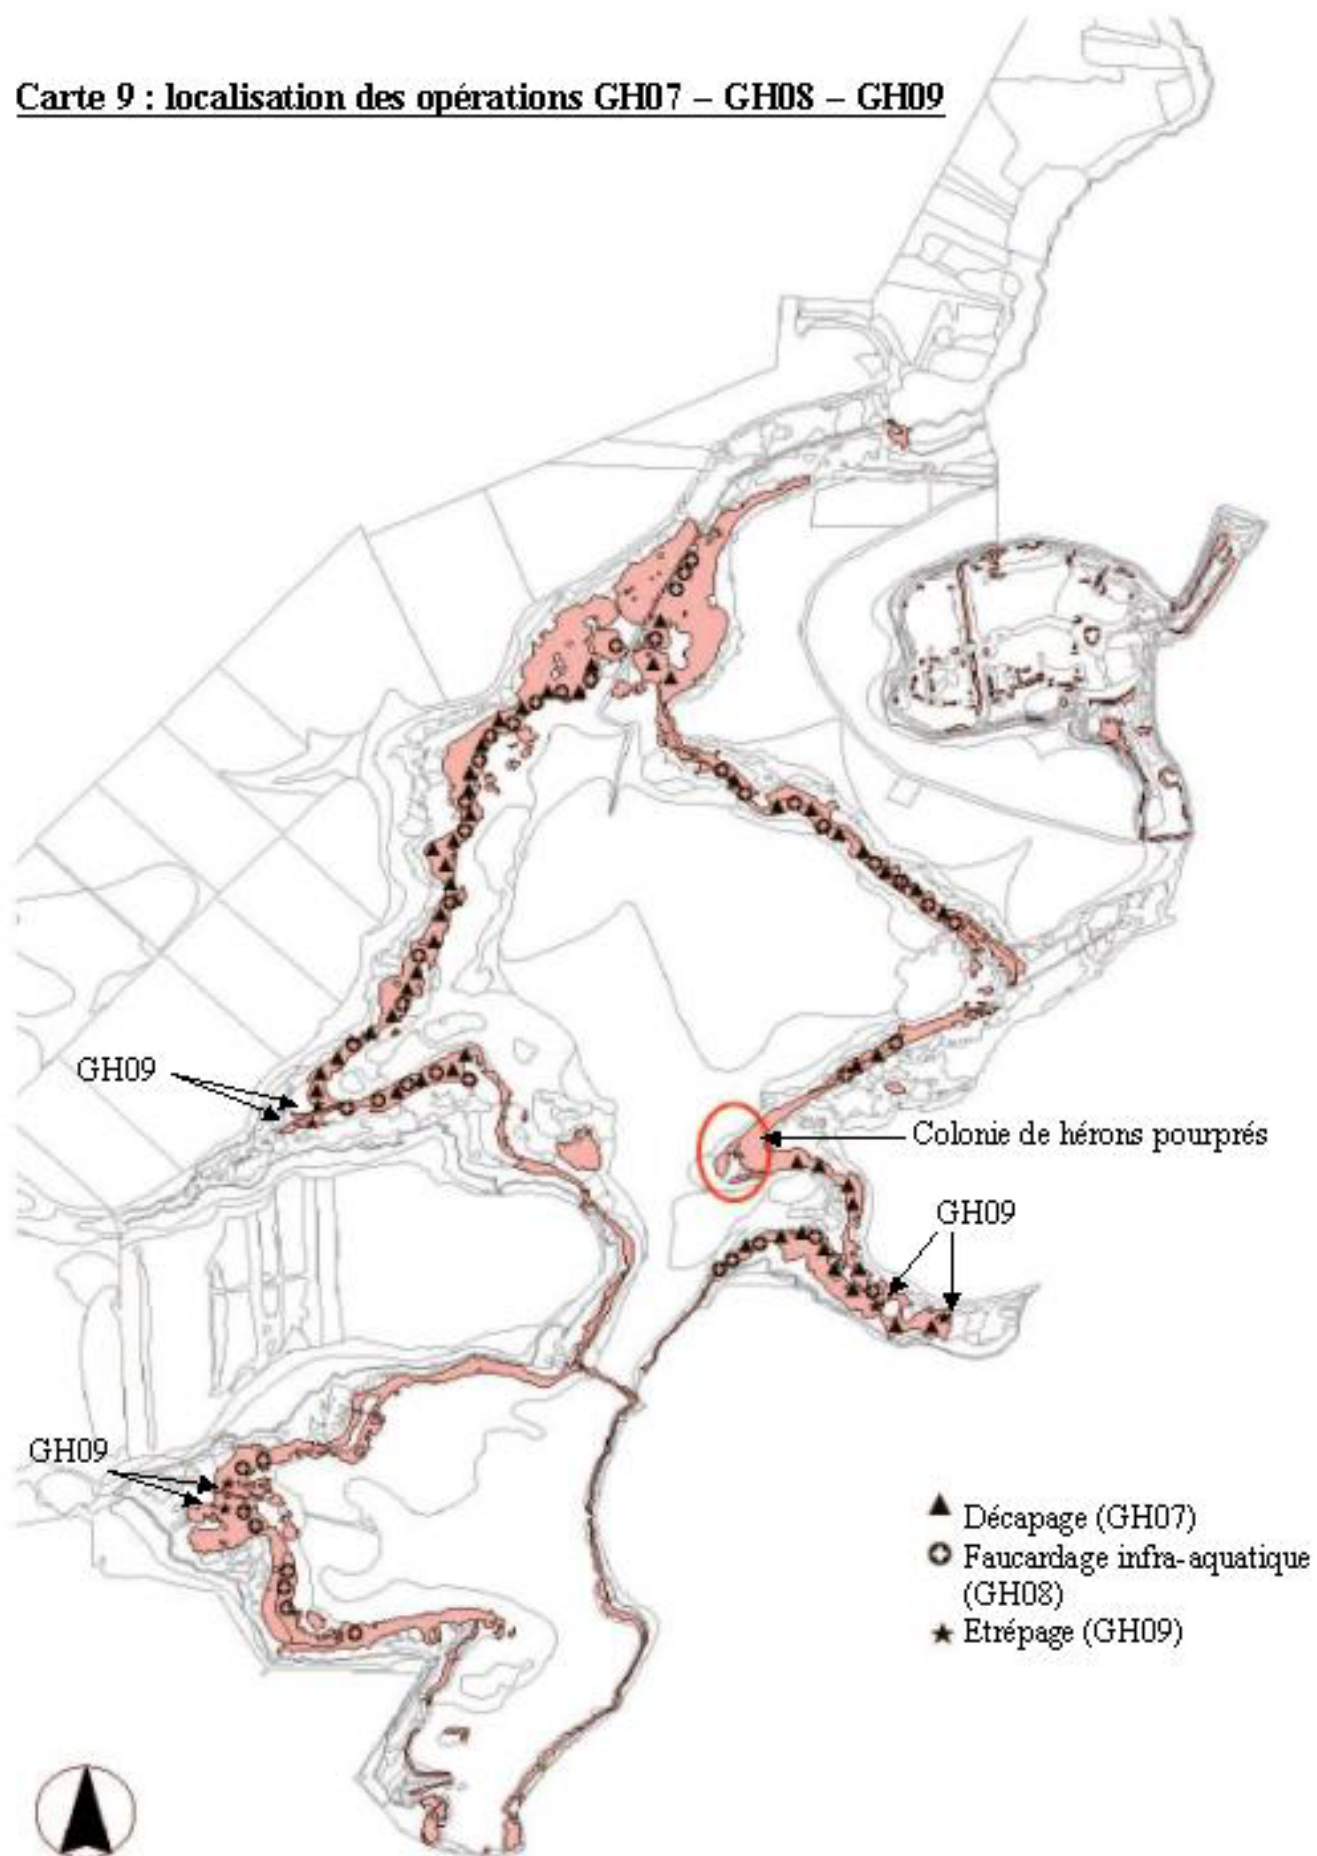 Carte 9 : localisation des opérations GH07 – GH08 – GH09
GH09
Colonie de hérons pourprés
GH09
GH09
Décapage (GH07)
Faucardage infra-aquatique
(GH08)
Etrépage (GH09)